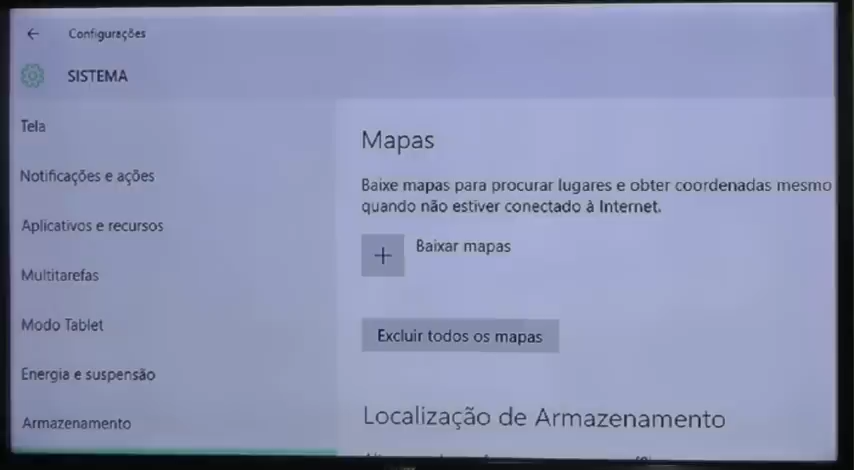 Configurações
SISTEMA
Tela
Notificações e ações
Aplicativos e recursos
Multitarefas
Modo Tablet
Energia e suspensão
Armazenamento
Mapas
Baixe mapas para procurar lugares e obter coordenadas mesmo
quando não estiver conectado à Internet.
Baixar mapas
Excluir todos os mapas
Localização de Armazenamento